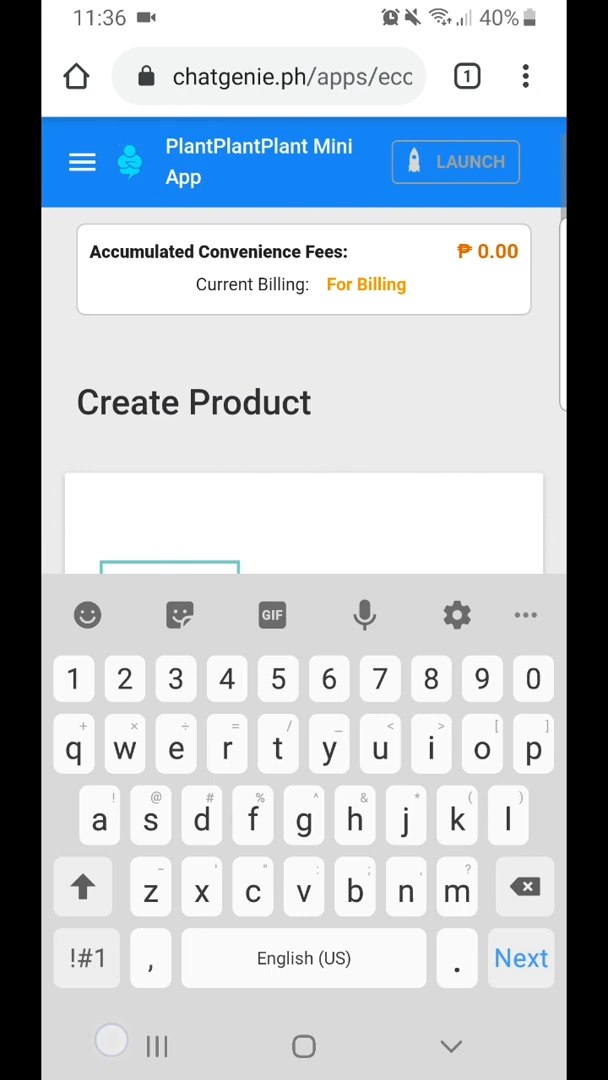 11:36
40%
chatgenie.ph/apps/ecc
1
PlantPlantPlant Mini
App
LAUNCH
Accumulated Convenience Fees:
₱ 0.00
Current Billing: For Billing
Create Product
GIF
1 2 3 4 5 6 7 8 9 0
+ × ÷ = / _ < > [ ]
q w e r t y u i o p
! @ # % ^ & * ( )
a s d f g h j k l
- ' " : ; , ?
z x c v b n m
!#1 , English (US) . Next